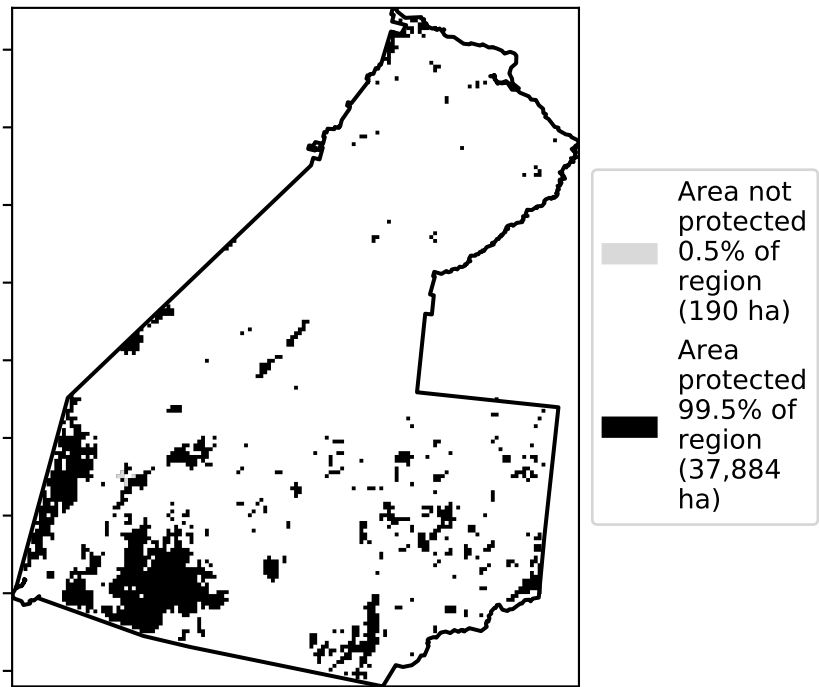 Area not
protected
0.5% of
region
(190 ha)
Area
protected
99.5% of
region
(37,884
ha)